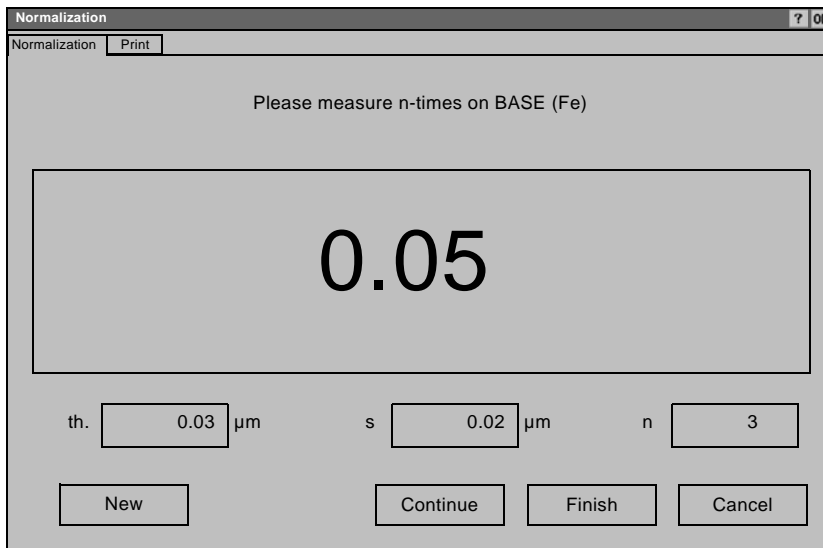 Normalization ?
Normalization Print
Please measure n-times on BASE (Fe)
0.05
th. 0.03 µm s 0.02 µm n 3
New Continue Finish Cancel